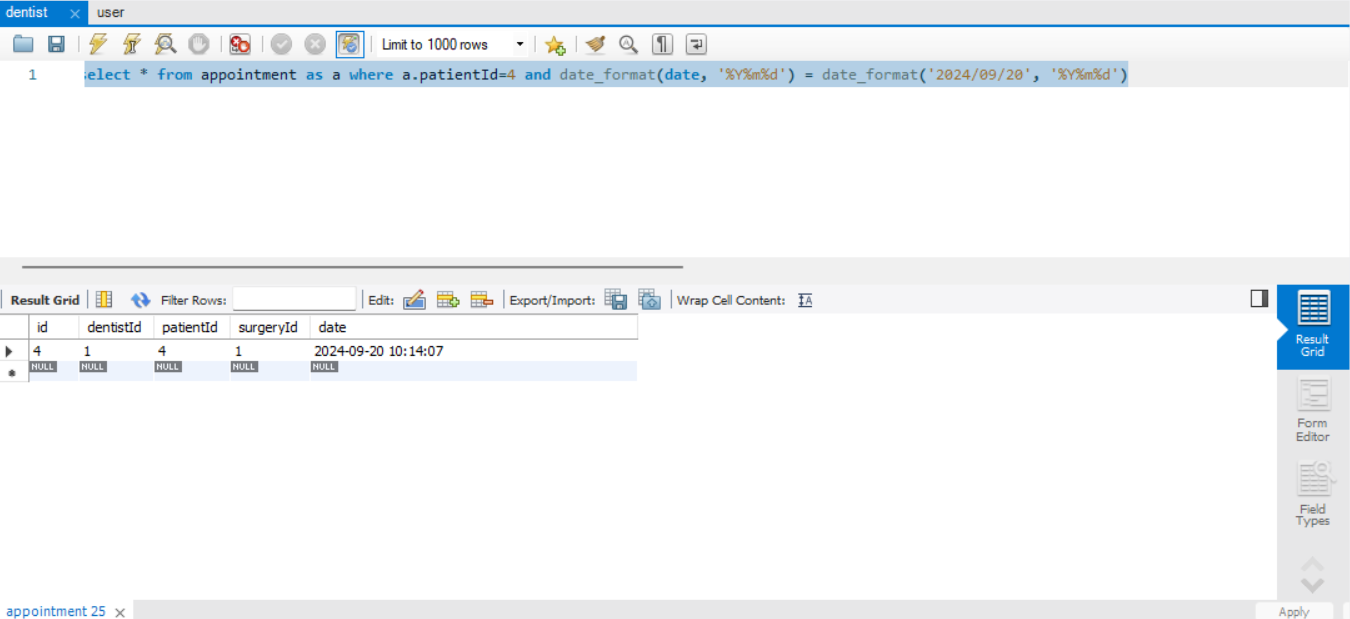 dentist × user
Limit to 1000 rows
1 select * from appointment as a where a.patientId=4 and date_format(date, '%Y%m%d') = date_format('2024/09/20', '%Y%m%d')
Result Grid Filter Rows: Edit: Export/Import: Wrap Cell Content: IA
id dentistId patientId surgeryId date
4 1 4 1 2024-09-20 10:14:07
NULL NULL NULL NULL NULL
Result
Grid
Form
Editor
Field
Types
appointment 25 × Apply